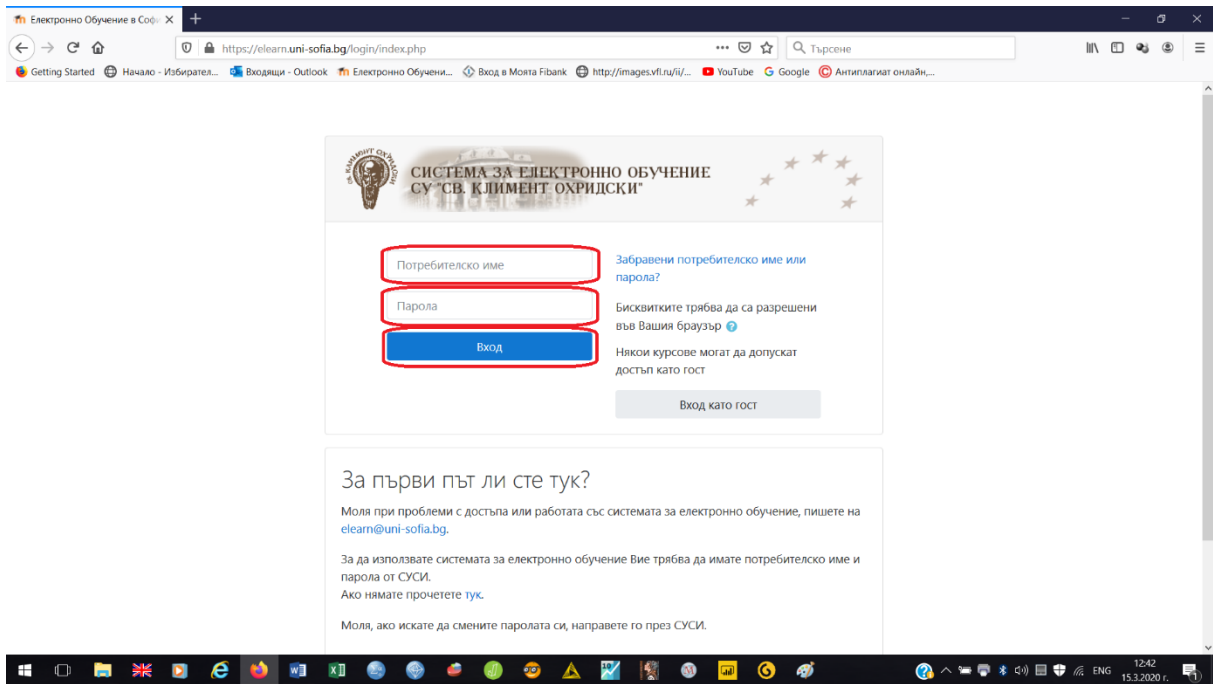 Електронно Обучение в Софи
https://elearn.uni-sofia.bg/login/index.php
Търсене
Getting Started Начало - Избирател... Входящи - Outlook Електронно Обучени... Вход в Моята Fibank http://images.vfl.ru/ii/... YouTube Google Антиплагиат онлайн,...
СВ. КЛИМЕНТ ОХРИДСКИ
СИСТЕМА ЗА ЕЛЕКТРОННО ОБУЧЕНИЕ
СУ "СВ. КЛИМЕНТ ОХРИДСКИ"
Потребителско име
Парола
Вход
Забравени потребителско име или
парола?
Бисквитките трябва да са разрешени
във Вашия браузър
Някои курсове могат да допускат
достъп като гост
Вход като гост
За първи път ли сте тук?
Моля при проблеми с достъпа или работата със системата за електронно обучение, пишете на
elearn@uni-sofia.bg.
За да използвате системата за електронно обучение Вие трябва да имате потребителско име и
парола от СУСИ.
Ако нямате прочетете тук.
Моля, ако искате да смените паролата си, направете го през СУСИ.
ENG
12:42
15.3.2020 г.